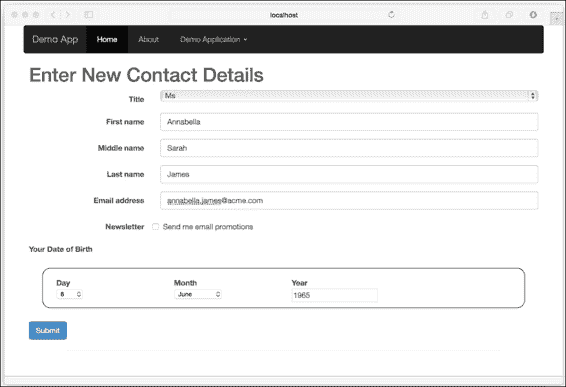 localhost
Demo App Home About Demo Application
Enter New Contact Details
Title Ms
First name Annabella
Middle name Sarah
Last name James
Email address annabella.james@acme.com
Newsletter Send me email promotions
Your Date of Birth
Day Month Year
8 June 1965
Submit